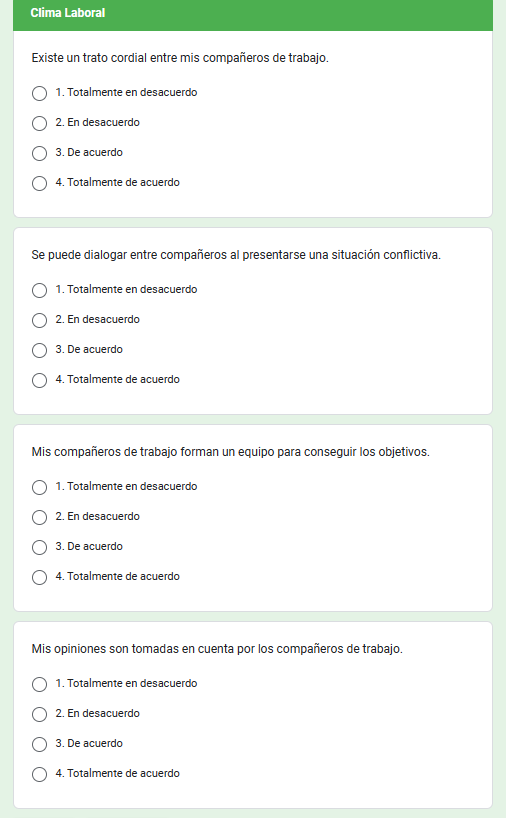 Clima Laboral
Existe un trato cordial entre mis compañeros de trabajo.
1. Totalmente en desacuerdo
2. En desacuerdo
3. De acuerdo
4. Totalmente de acuerdo
Se puede dialogar entre compañeros al presentarse una situación conflictiva.
1. Totalmente en desacuerdo
2. En desacuerdo
3. De acuerdo
4. Totalmente de acuerdo
Mis compañeros de trabajo forman un equipo para conseguir los objetivos.
1. Totalmente en desacuerdo
2. En desacuerdo
3. De acuerdo
4. Totalmente de acuerdo
Mis opiniones son tomadas en cuenta por los compañeros de trabajo.
1. Totalmente en desacuerdo
2. En desacuerdo
3. De acuerdo
4. Totalmente de acuerdo